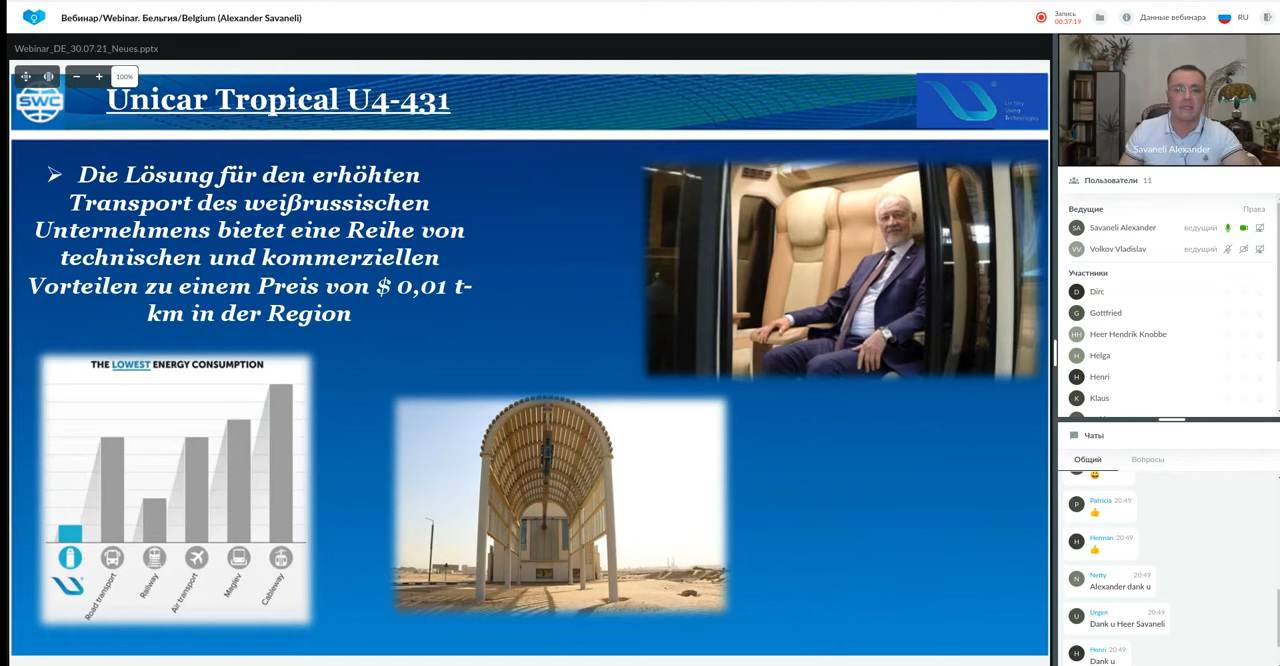 Бельгия/Webinar. Бельгия/Belgium (Alexander Savaneli)
Запись
00:37:19
Данные вебинара
RU
Webinar_DE_30.07.21_Neues.pptx
100%
SWC
Unicar Tropical U4-431
®
Die Lösung für den erhöhten
Transport des weißrussischen
Unternehmens bietet eine Reihe von
technischen und kommerziellen
Vorteilen zu einem Preis von $ 0,01 t-
km in der Region
THE LOWEST ENERGY CONSUMPTION
Road transport
Railway
Air transport
Maglev
Cableway
Savaneli Alexander
Пользователи 11
Ведущие Права
SA Savaneli Alexander ведущий
VV Volkov Vladislav ведущий
Участники
D Dirc
G Gottfried
HH Heer Hendrik Knobbe
H Helga
H Henri
K Klaus
Чаты
Общий Вопросы
P Patricia 20:49
👍
H Herman 20:49
👍
N Netty 20:49
Alexander dank u
U Urgen 20:49
Dank u Heer Savaneli
H Henri 20:49
Dank u